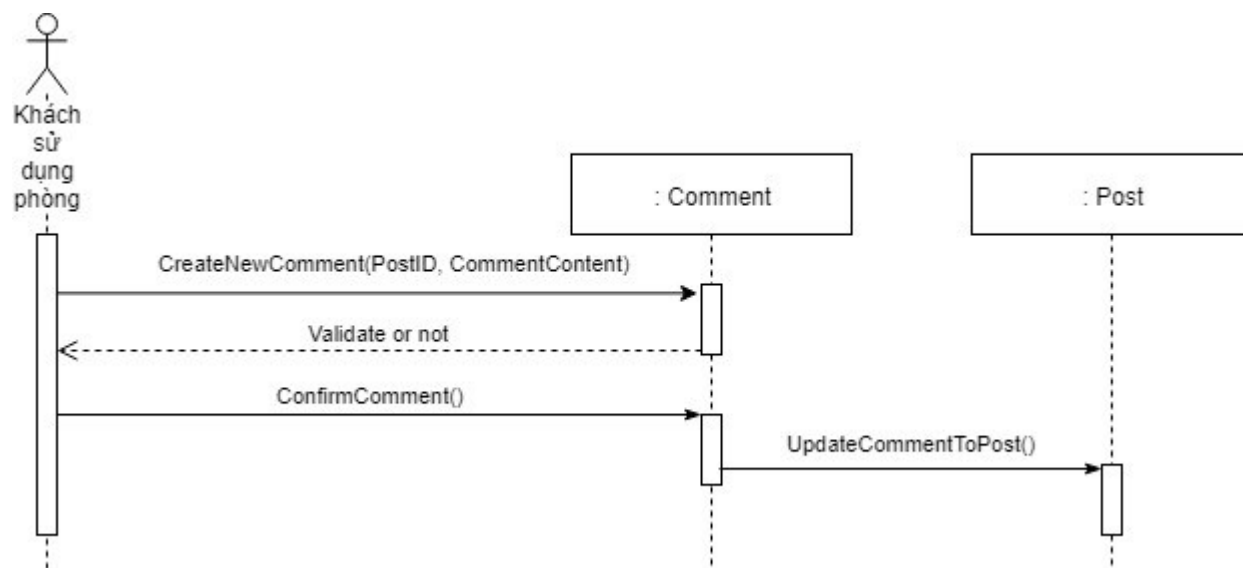 Khách
sử
dụng
phòng
: Comment
: Post
CreateNewComment(PostID, CommentContent)
Validate or not
ConfirmComment()
UpdateCommentToPost()